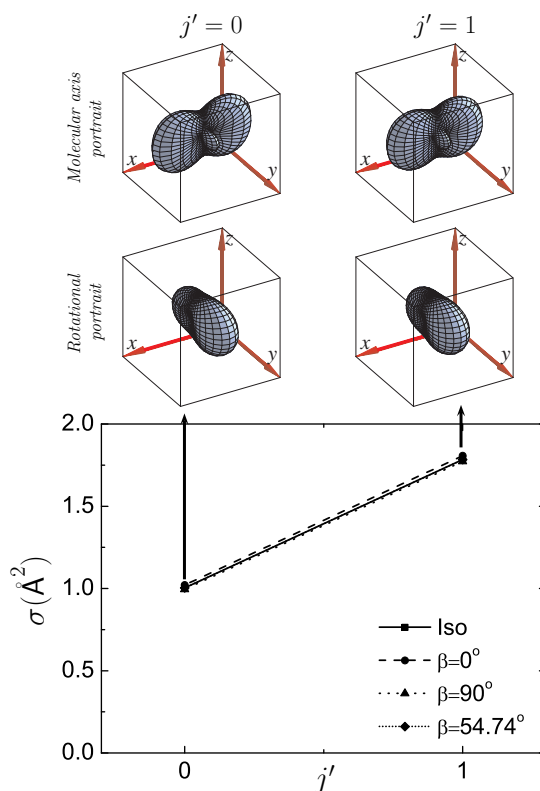 j' = 0
j' = 1
Molecular axis
portrait
z
x
y
z
x
y
Rotational
portrait
z
x
y
z
x
y
2.0
1.5
1.0
0.5
0.0
σ(Å²)
Iso
β=0°
β=90°
β=54.74°
0
1
j'